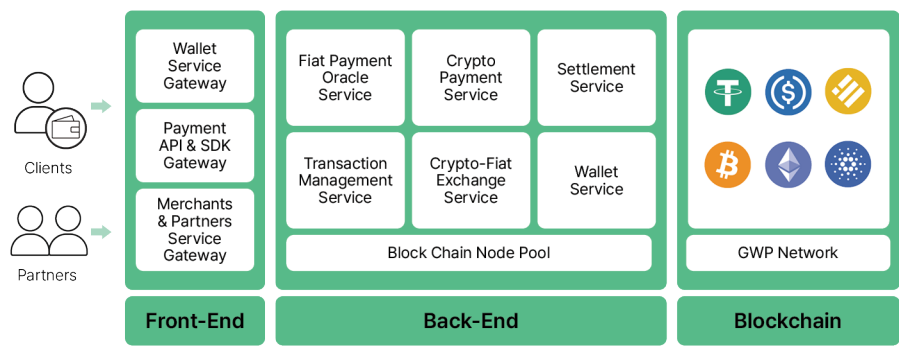 Clients
Partners
Wallet
Service
Gateway
Payment
API & SDK
Gateway
Merchants
& Partners
Service
Gateway
Front-End
Fiat Payment
Oracle
Service
Crypto
Payment
Service
Settlement
Service
Transaction
Management
Service
Crypto-Fiat
Exchange
Service
Wallet
Service
Block Chain Node Pool
Back-End
GWP Network
Blockchain